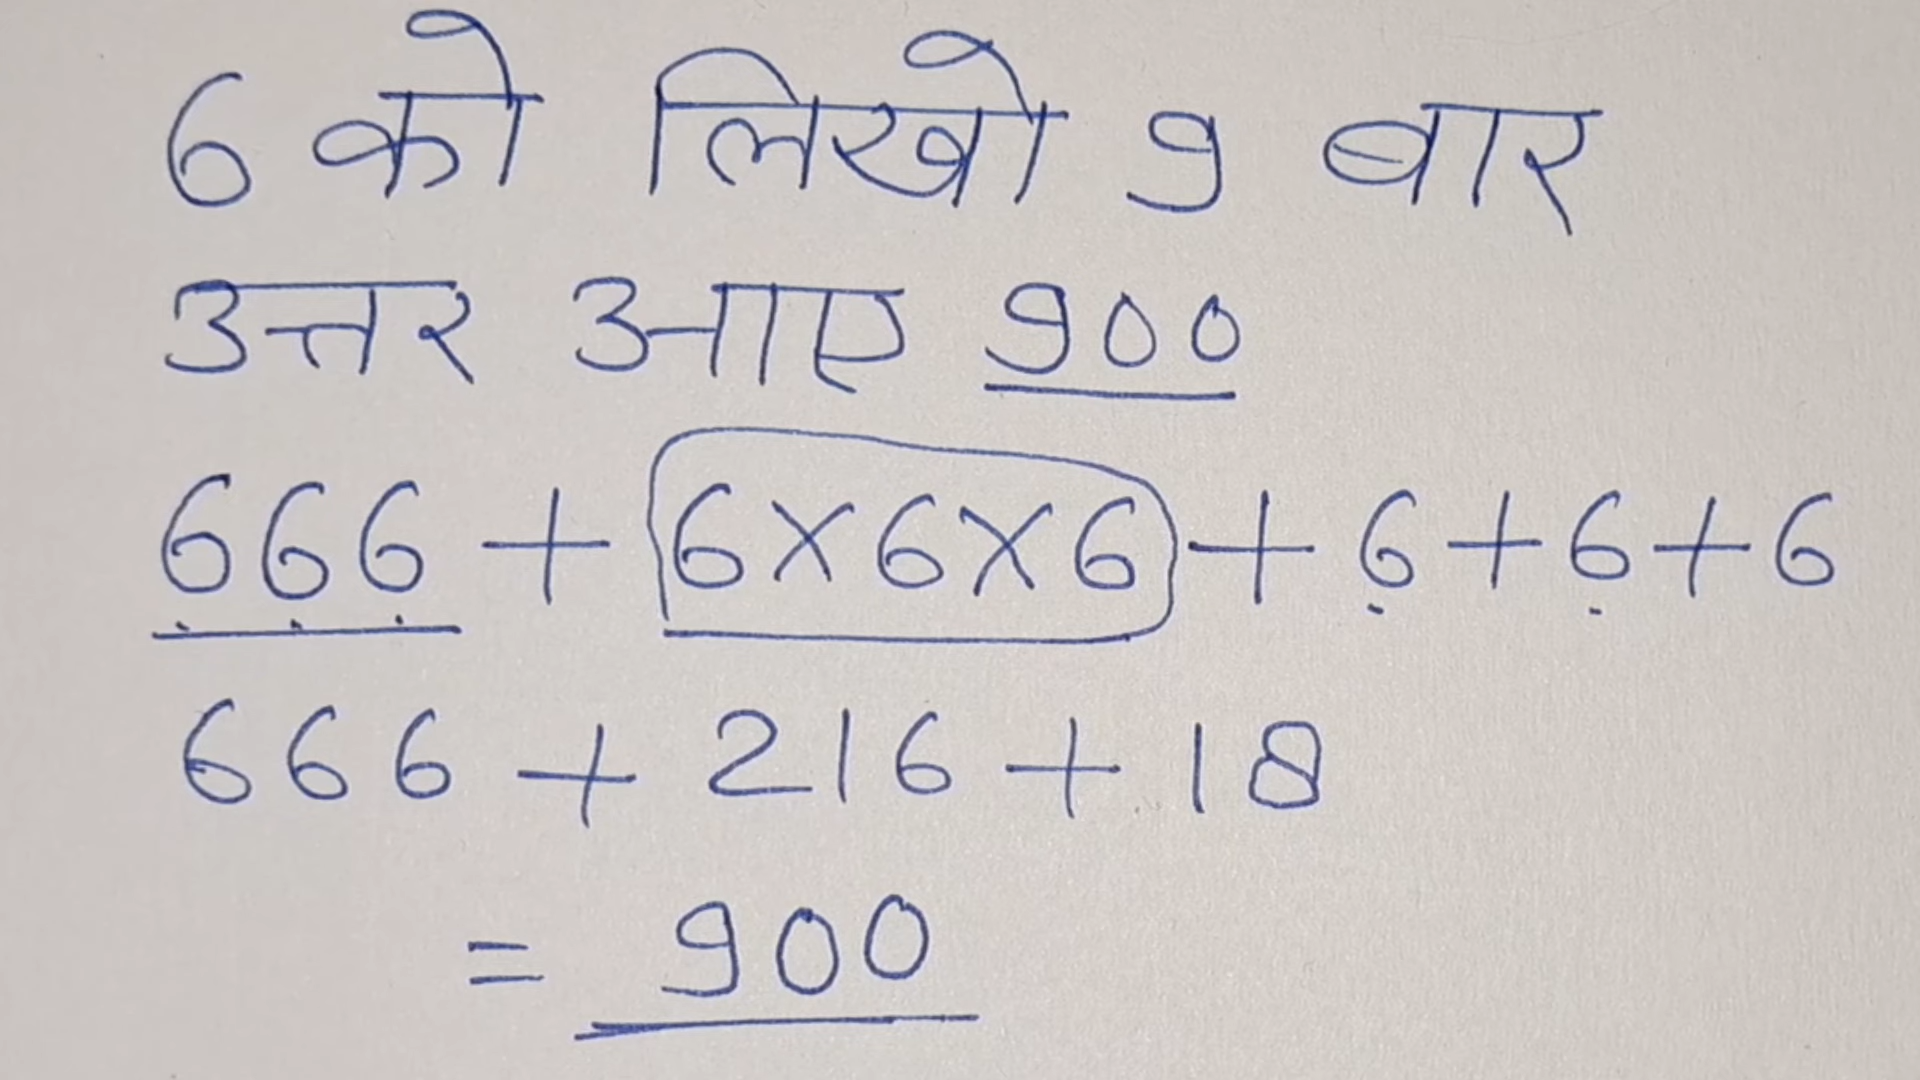 6 को लिखो 9 बार
उत्तर आए 900
666 + 6×6×6 + 6+6+6
666 + 216 + 18
= 900